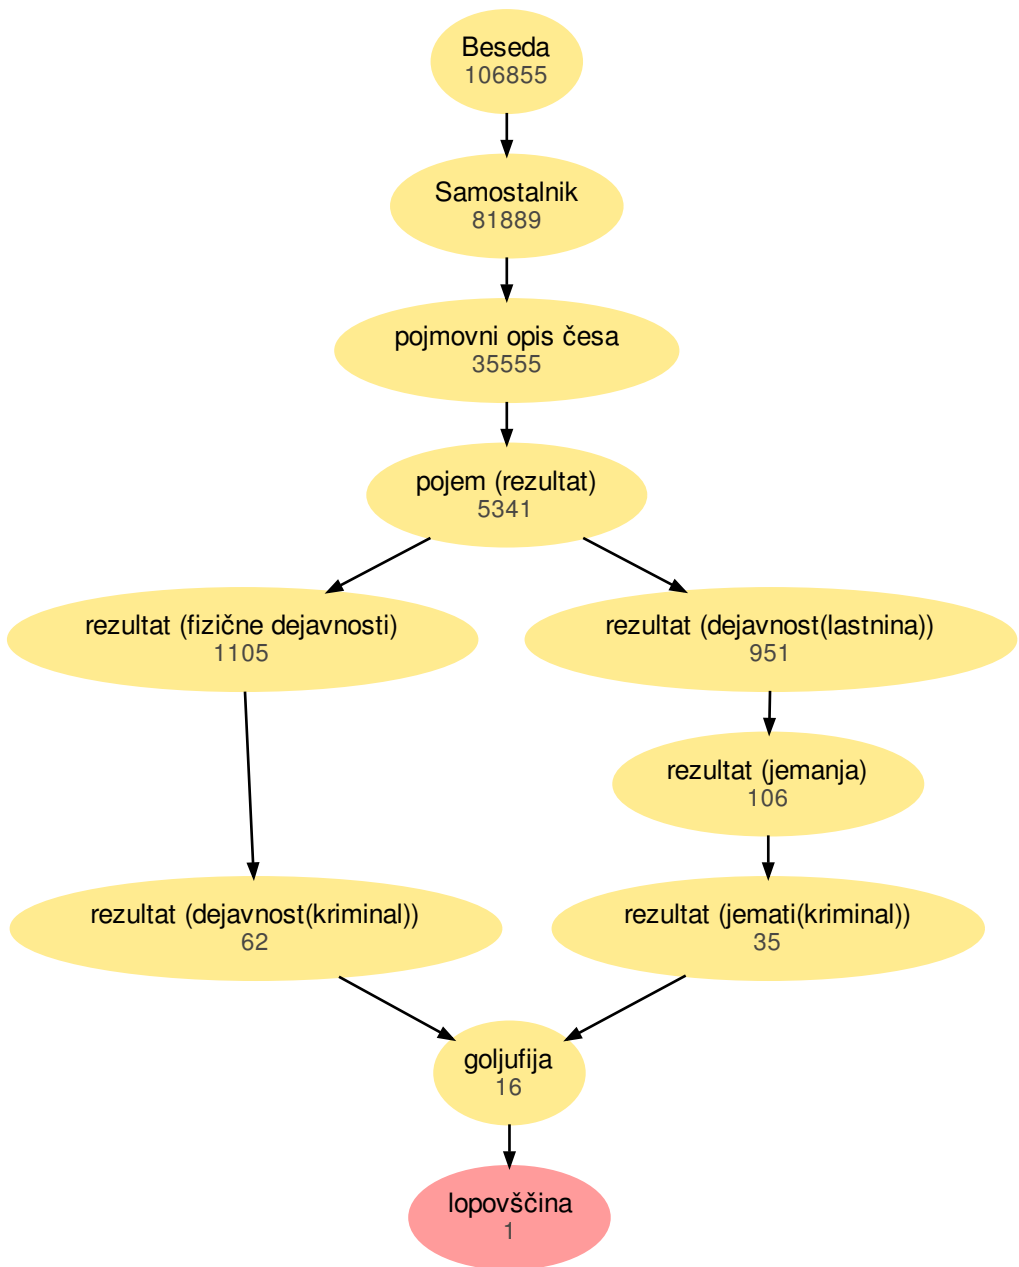 Beseda
106855
Samostalnik
81889
pojmovni opis česa
35555
pojem (rezultat)
5341
rezultat (fizične dejavnosti)
1105
rezultat (dejavnost(lastnina))
951
rezultat (jemanja)
106
rezultat (dejavnost(kriminal))
62
rezultat (jemati(kriminal))
35
goljufija
16
lopovščina
1